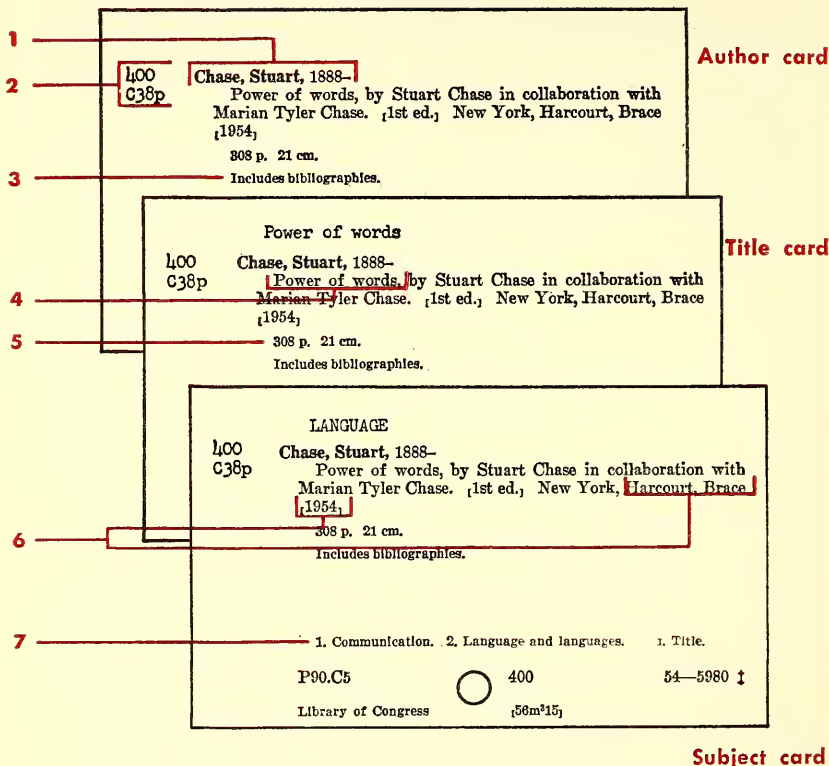 1
Author card
400
Chase, Stuart, 1888–
2
C38p
Power of words, by Stuart Chase in collaboration with
Marian Tyler Chase. [1st ed.] New York, Harcourt, Brace
[1954]
308 p. 21 cm.
3
Includes bibliographies.
Power of words
Title card
400
Chase, Stuart, 1888–
C38p
Power of words, by Stuart Chase in collaboration with
4
Marian Tyler Chase. [1st ed.] New York, Harcourt, Brace
[1954]
5
308 p. 21 cm.
Includes bibliographies.
LANGUAGE
400
Chase, Stuart, 1888–
C38p
Power of words, by Stuart Chase in collaboration with
Marian Tyler Chase. [1st ed.] New York, Harcourt, Brace
[1954]
6
308 p. 21 cm.
Includes bibliographies.
7
1. Communication. 2. Language and languages. I. Title.
P90.C5 400 54—5980 ‡
Library of Congress [56m³15]
Subject card